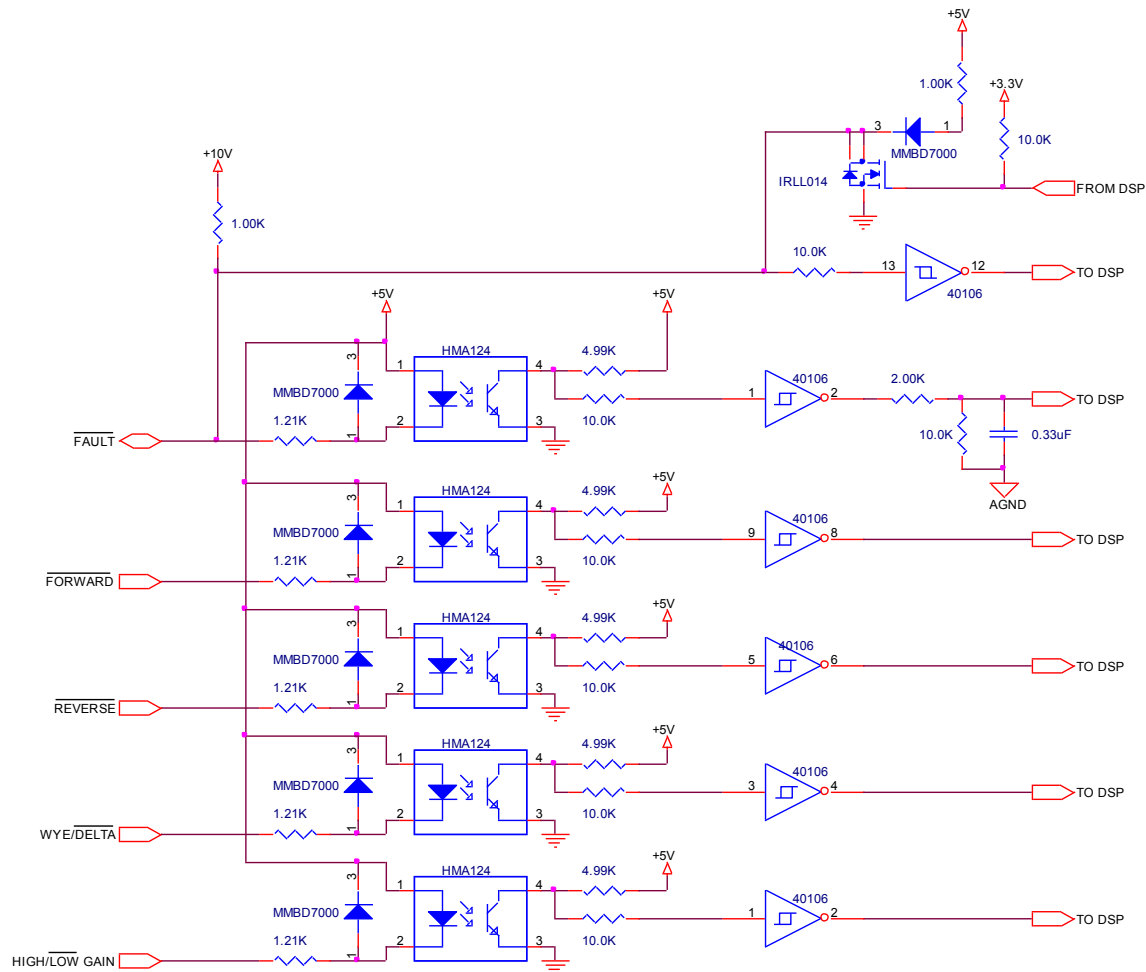 +5V
1.00K
+3.3V
3 1
10.0K
MMBD7000
+10V
IRLL014
FROM DSP
1.00K
10.0K
13 12
TO DSP
40106
+5V
+5V
HMA124
4.99K
3
1 4
40106
2.00K
MMBD7000
1 2
TO DSP
1.21K
2 3
10.0K
10.0K
0.33uF
FAULT
1
AGND
HMA124
4.99K
+5V
3
1 4
40106
MMBD7000
9 8
TO DSP
1.21K
2 3
10.0K
FORWARD
1
HMA124
4.99K
+5V
3
1 4
40106
MMBD7000
5 6
TO DSP
1.21K
2 3
10.0K
REVERSE
1
HMA124
4.99K
+5V
3
1 4
40106
MMBD7000
3 4
TO DSP
1.21K
2 3
10.0K
WYE/DELTA
1
HMA124
4.99K
+5V
3
1 4
40106
MMBD7000
1 2
TO DSP
1.21K
2 3
10.0K
HIGH/LOW GAIN
1